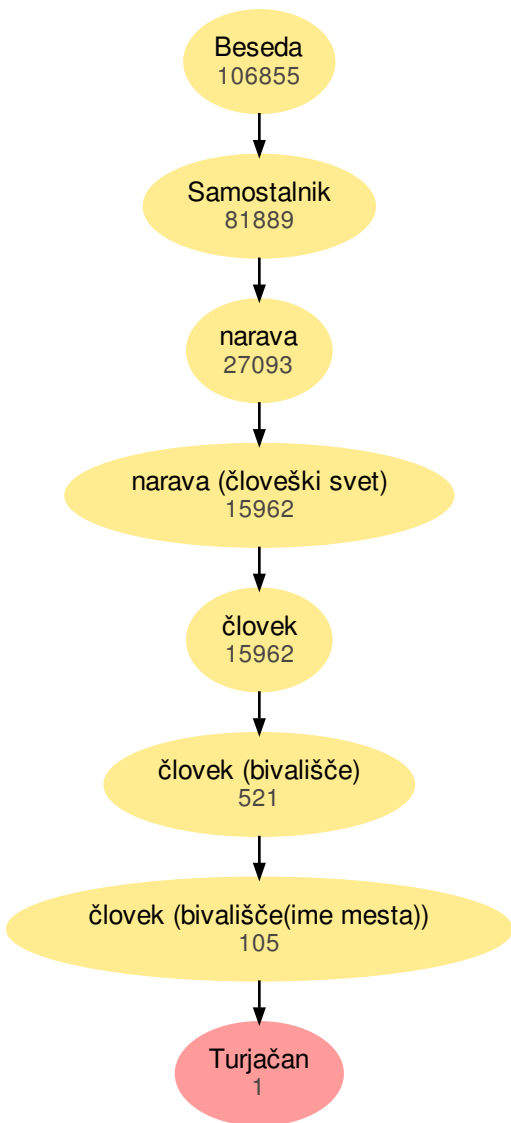 Beseda
106855
Samostalnik
81889
narava
27093
narava (človeški svet)
15962
človek
15962
človek (bivališče)
521
človek (bivališče(ime mesta))
105
Turjačan
1